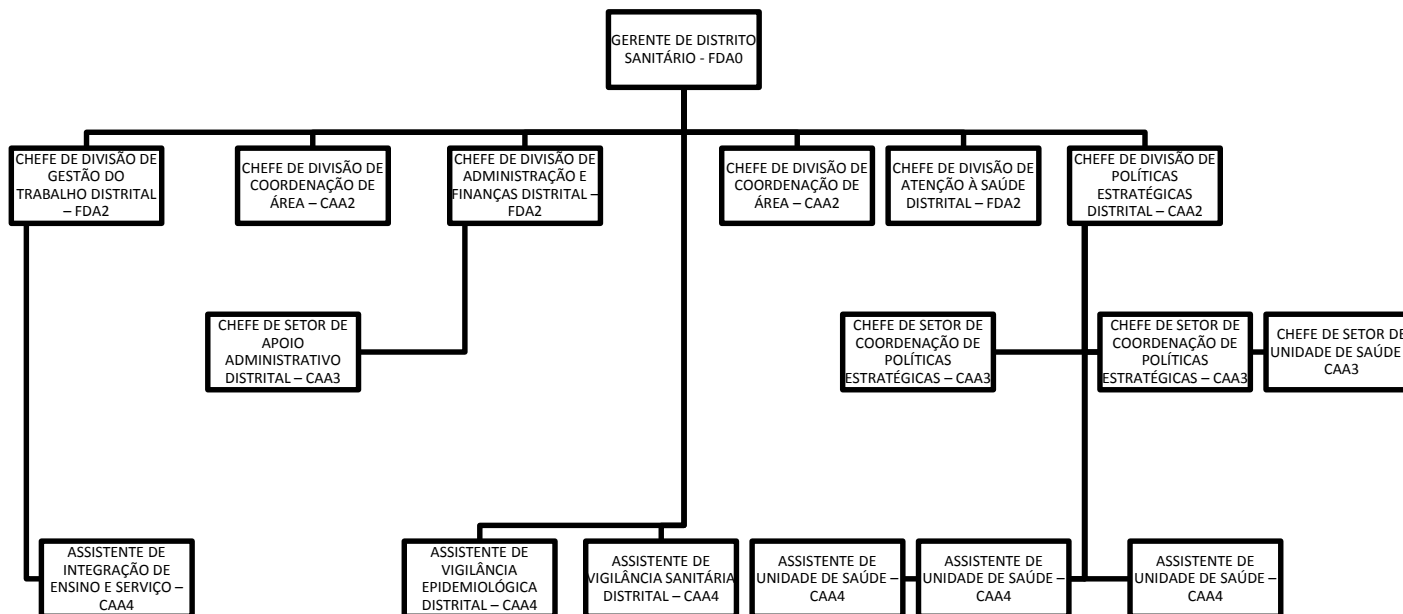 GERENTE DE DISTRITO
SANITÁRIO - FDA0
CHEFE DE DIVISÃO DE
GESTÃO DO
TRABALHO DISTRITAL
– FDA2
CHEFE DE DIVISÃO DE
COORDENAÇÃO DE
ÁREA – CAA2
CHEFE DE DIVISÃO DE
ADMINISTRAÇÃO E
FINANÇAS DISTRITAL –
FDA2
CHEFE DE DIVISÃO DE
COORDENAÇÃO DE
ÁREA – CAA2
CHEFE DE DIVISÃO DE
ATENÇÃO À SAÚDE
DISTRITAL – FDA2
CHEFE DE DIVISÃO DE
POLÍTICAS
ESTRATÉGICAS
DISTRITAL – CAA2
CHEFE DE SETOR DE
APOIO
ADMINISTRATIVO
DISTRITAL – CAA3
CHEFE DE SETOR DE
COORDENAÇÃO DE
POLÍTICAS
ESTRATÉGICAS – CAA3
CHEFE DE SETOR DE
COORDENAÇÃO DE
POLÍTICAS
ESTRATÉGICAS – CAA3
CHEFE DE SETOR DE
UNIDADE DE SAÚDE
CAA3
ASSISTENTE DE
INTEGRAÇÃO DE
ENSINO E SERVIÇO –
CAA4
ASSISTENTE DE
VIGILÂNCIA
EPIDEMIOLÓGICA
DISTRITAL – CAA4
ASSISTENTE DE
VIGILÂNCIA SANITÁRIA
DISTRITAL – CAA4
ASSISTENTE DE
UNIDADE DE SAÚDE –
CAA4
ASSISTENTE DE
UNIDADE DE SAÚDE –
CAA4
ASSISTENTE DE
UNIDADE DE SAÚDE –
CAA4